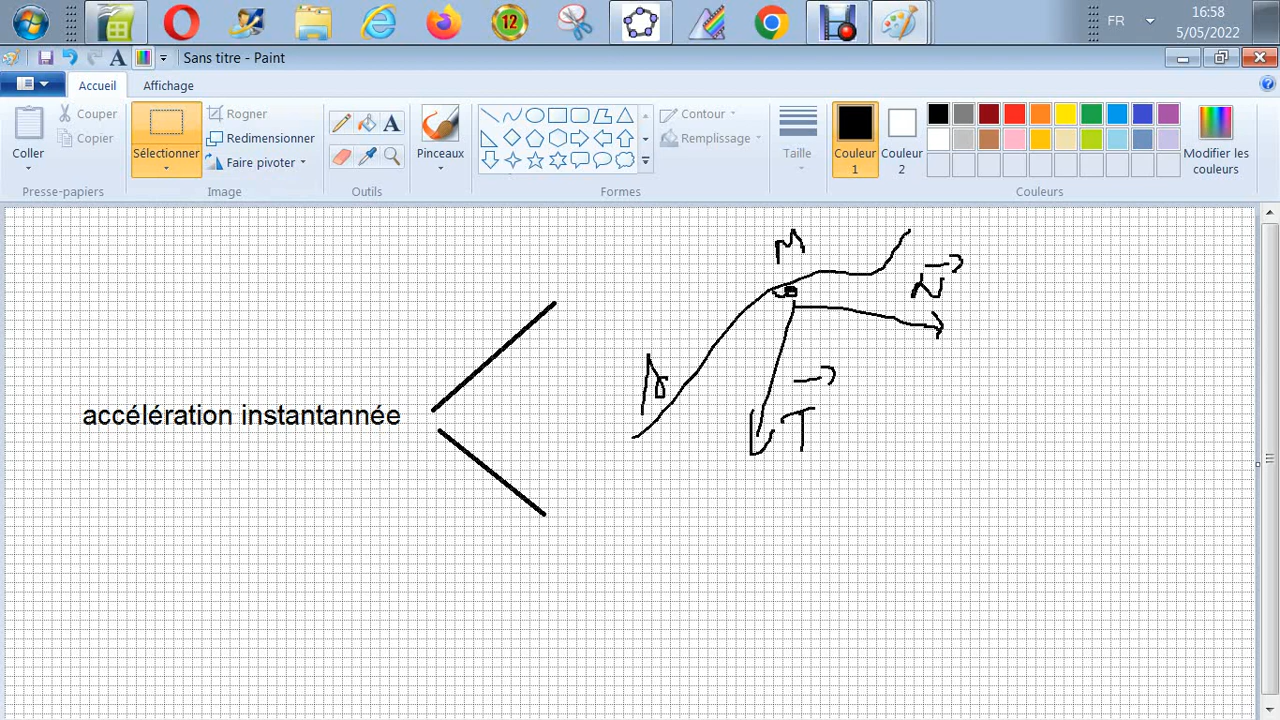 12
FR
16:58
5/05/2022
Sans titre - Paint
Accueil
Affichage
Coller
Couper
Copier
Presse-papiers
Sélectionner
Rogner
Redimensionner
Faire pivoter
Image
A
Outils
Pinceaux
Contour
Remplissage
Formes
Taille
Couleur
1
Couleur
2
Modifier les
couleurs
Couleurs
accélération instantannée
M
N
T